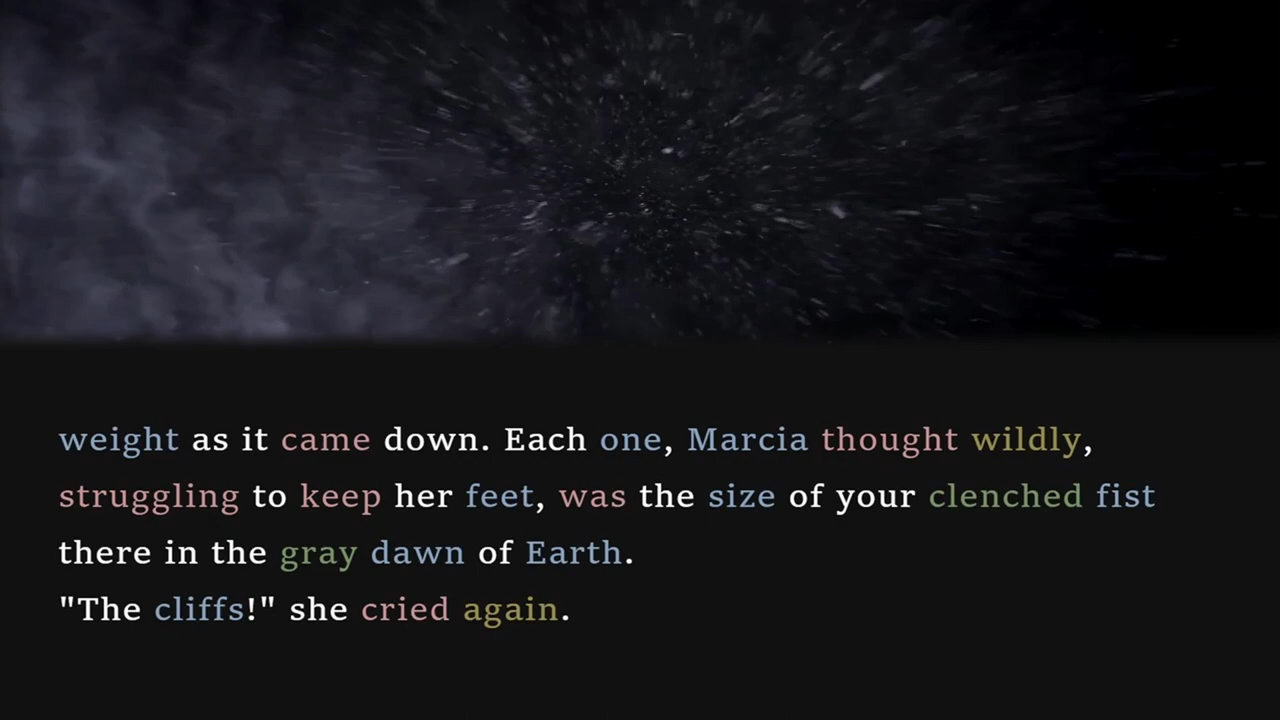 weight as it came down. Each one, Marcia thought wildly,
struggling to keep her feet, was the size of your clenched fist
there in the gray dawn of Earth.
"The cliffs!" she cried again.